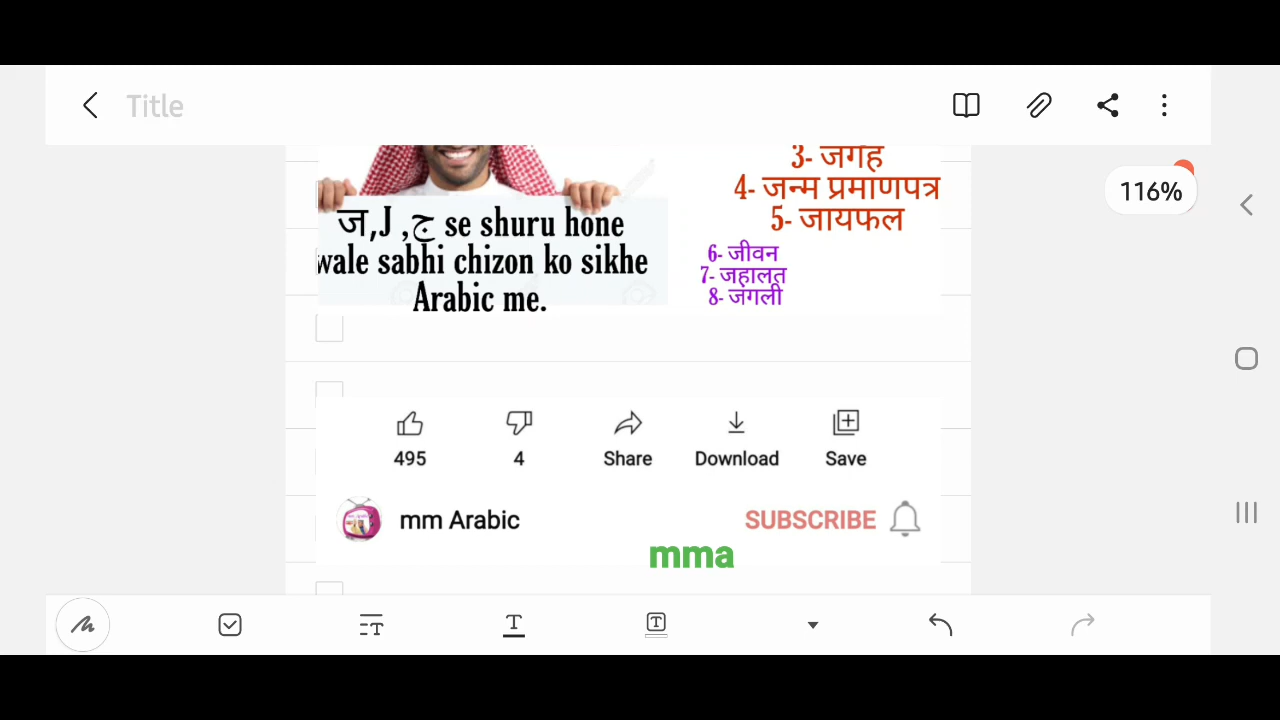 Title
116%
3- जगह
4- जन्म प्रमाणपत्र
5- जायफल
6- जीवन
7- जहालत
8- जंगली
ज,J ,ج se shuru hone
wale sabhi chizon ko sikhe
Arabic me.
495
4
Share
Download
Save
mm Arabic
SUBSCRIBE
mma